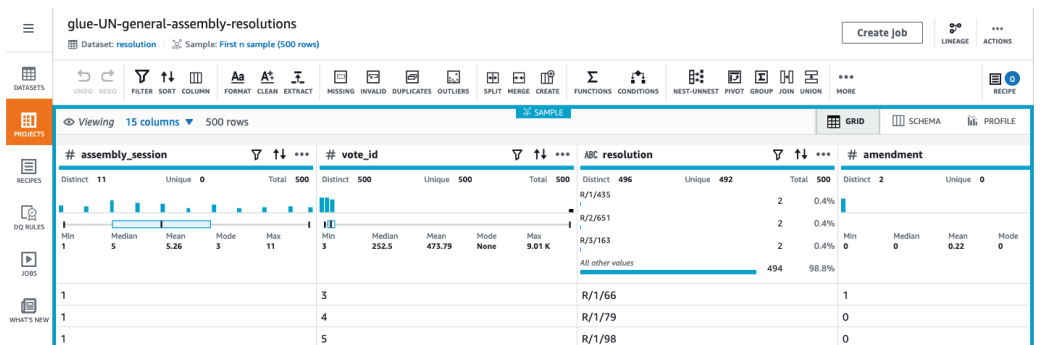 glue-UN-general-assembly-resolutions
Dataset: resolution Sample: First n sample (500 rows)
Create job
LINEAGE
ACTIONS
DATASETS
PROJECTS
RECIPES
DQ RULES
JOBS
WHAT'S NEW
UNDO REDO FILTER SORT COLUMN FORMAT CLEAN EXTRACT MISSING INVALID DUPLICATES OUTLIERS SPLIT MERGE CREATE FUNCTIONS CONDITIONS NEST-UNNEST PIVOT GROUP JOIN UNION MORE
0
RECIPE
Viewing 15 columns 500 rows
SAMPLE
GRID SCHEMA PROFILE
# assembly_session # vote_id ABC resolution # amendment
Distinct 11 Unique 0 Total 500 Distinct 500 Unique 500 Total 500 Distinct 496 Unique 492 Total 500 Distinct 2 Unique 0
R/1/435 2 0.4%
R/2/651 2 0.4%
R/3/163 2 0.4%
All other values 494 98.8%
Min Median Mean Mode Max Min Median Mean Mode Max Min Median Mean Mode
1 5 5.26 3 11 3 252.5 473.79 None 9.01 K 0 0 0.22 0
1 3 R/1/66 1
1 4 R/1/79 0
1 5 R/1/98 0